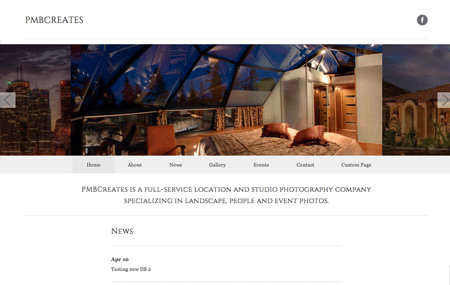 PMBCREATES
Home About News Gallery Events Contact Custom Page
PMBCreates is a full-service location and studio photography company
specializing in landscape, people and event photos.
News
Apr 10
Testing new DB 2